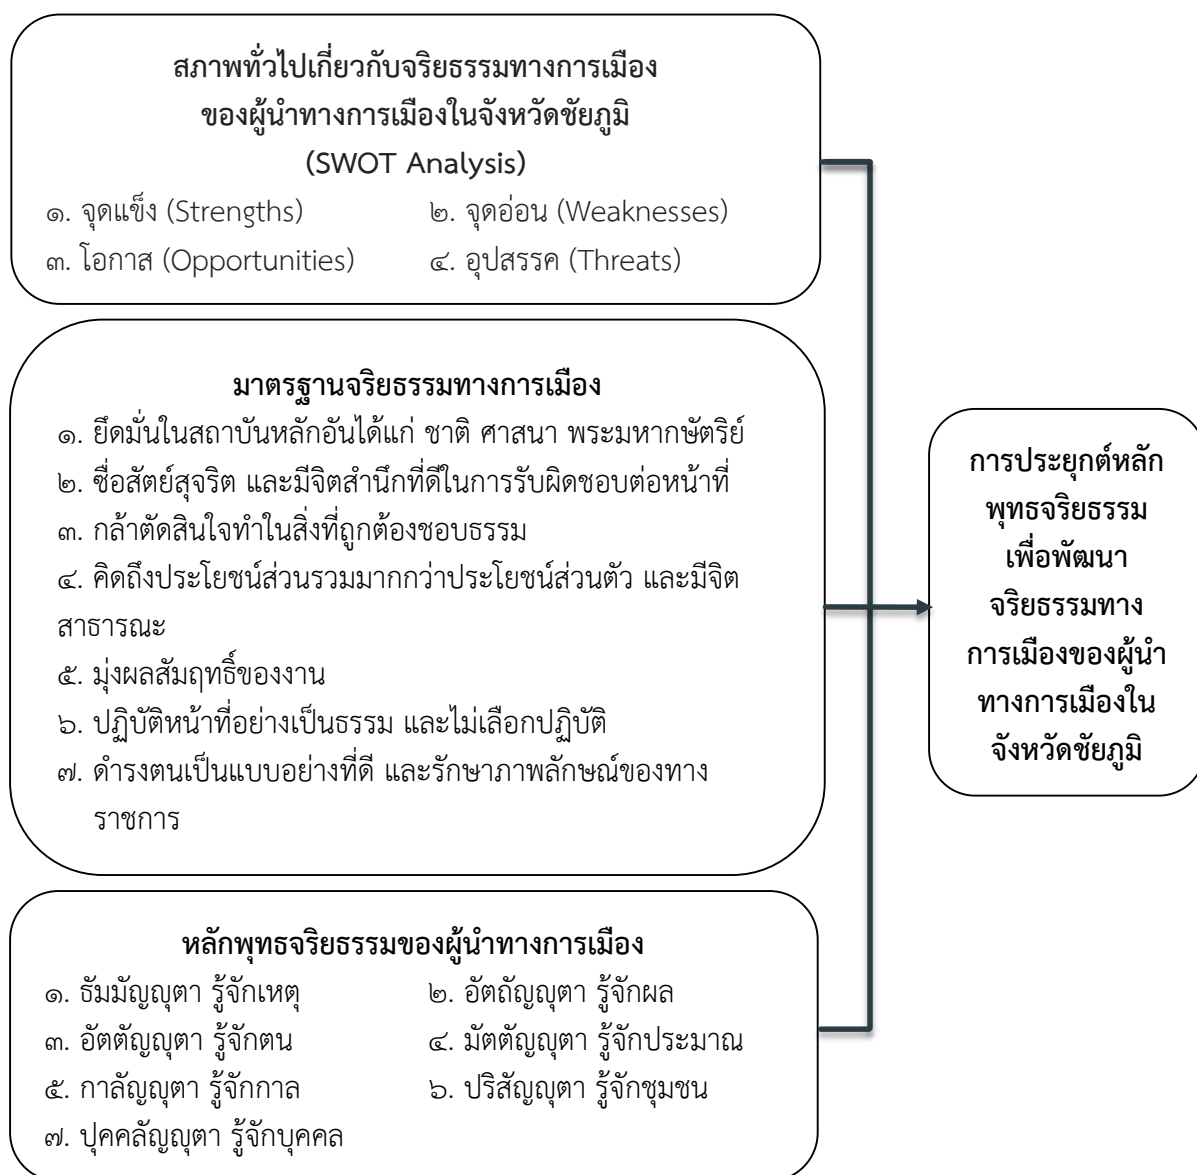 สภาพทั่วไปเกี่ยวกับจริยธรรมทางการเมือง
ของผู้นำทางการเมืองในจังหวัดชัยภูมิ
(SWOT Analysis)
๑. จุดแข็ง (Strengths) ๒. จุดอ่อน (Weaknesses)
๓. โอกาส (Opportunities) ๔. อุปสรรค (Threats)
มาตรฐานจริยธรรมทางการเมือง
๑. ยึดมั่นในสถาบันหลักอันได้แก่ ชาติ ศาสนา พระมหากษัตริย์
๒. ซื่อสัตย์สุจริต และมีจิตสำนึกที่ดีในการรับผิดชอบต่อหน้าที่
๓. กล้าตัดสินใจทำในสิ่งที่ถูกต้องชอบธรรม
๔. คิดถึงประโยชน์ส่วนรวมมากกว่าประโยชน์ส่วนตัว และมีจิต
สาธารณะ
๕. มุ่งผลสัมฤทธิ์ของงาน
๖. ปฏิบัติหน้าที่อย่างเป็นธรรม และไม่เลือกปฏิบัติ
๗. ดำรงตนเป็นแบบอย่างที่ดี และรักษาภาพลักษณ์ของทาง
ราชการ
หลักพุทธจริยธรรมของผู้นำทางการเมือง
๑. ธัมมัญญุตา รู้จักเหตุ ๒. อัตถัญญุตา รู้จักผล
๓. อัตตัญญุตา รู้จักตน ๔. มัตตัญญุตา รู้จักประมาณ
๕. กาลัญญุตา รู้จักกาล ๖. ปริสัญญุตา รู้จักชุมชน
๗. ปุคคลัญญุตา รู้จักบุคคล
การประยุกต์หลัก
พุทธจริยธรรม
เพื่อพัฒนา
จริยธรรมทาง
การเมืองของผู้นำ
ทางการเมืองใน
จังหวัดชัยภูมิ